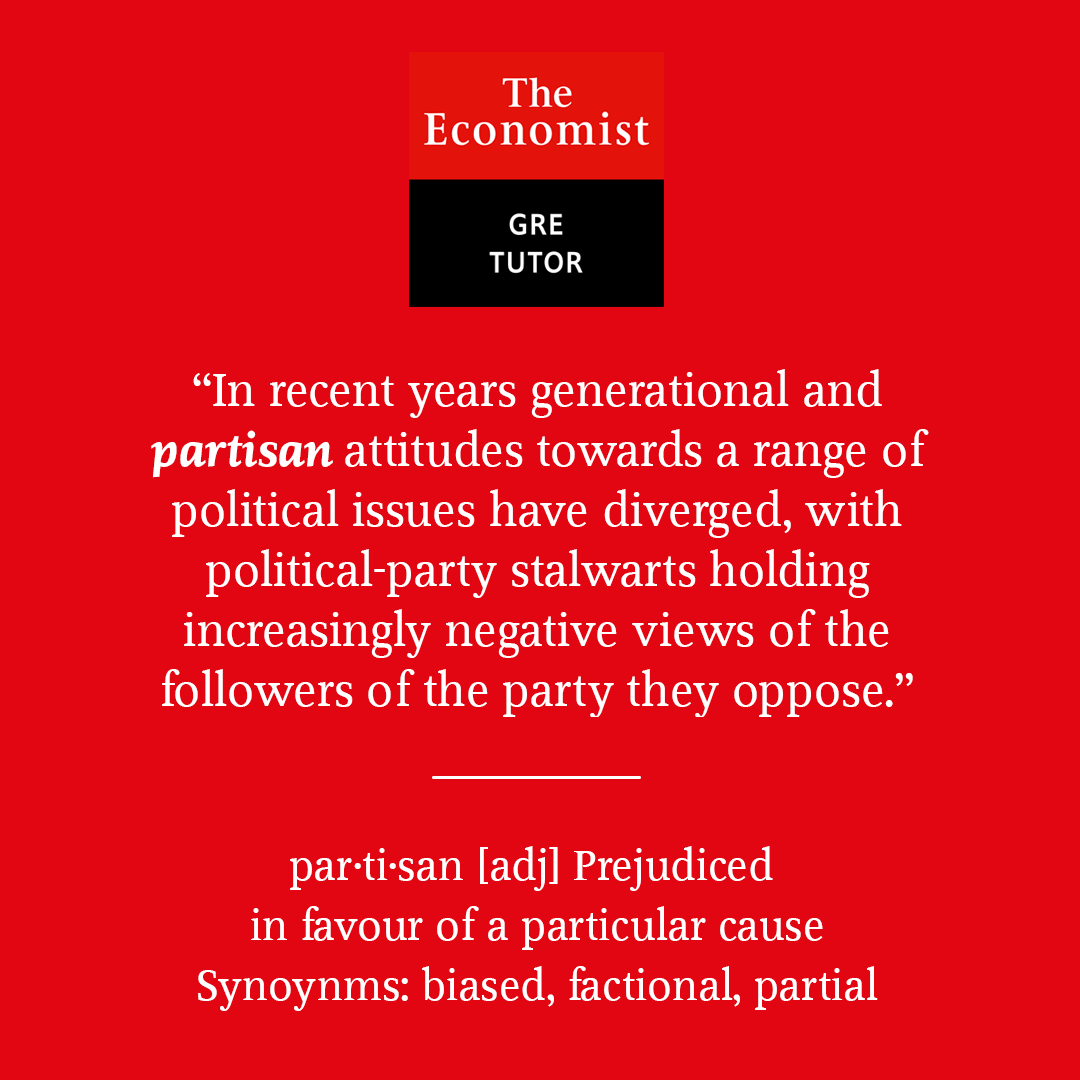 The
Economist
GRE
TUTOR
“In recent years generational and
partisan attitudes towards a range of
political issues have diverged, with
political-party stalwarts holding
increasingly negative views of the
followers of the party they oppose.”
par·ti·san [adj] Prejudiced
in favour of a particular cause
Synoynms: biased, factional, partial